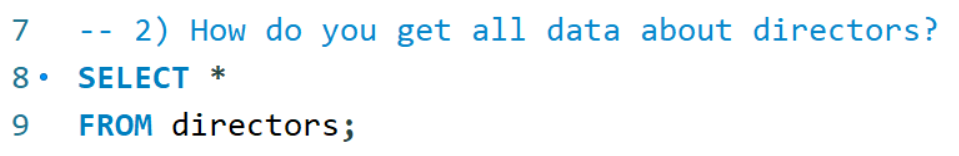 7 -- 2) How do you get all data about directors?
8 • SELECT *
9 FROM directors;